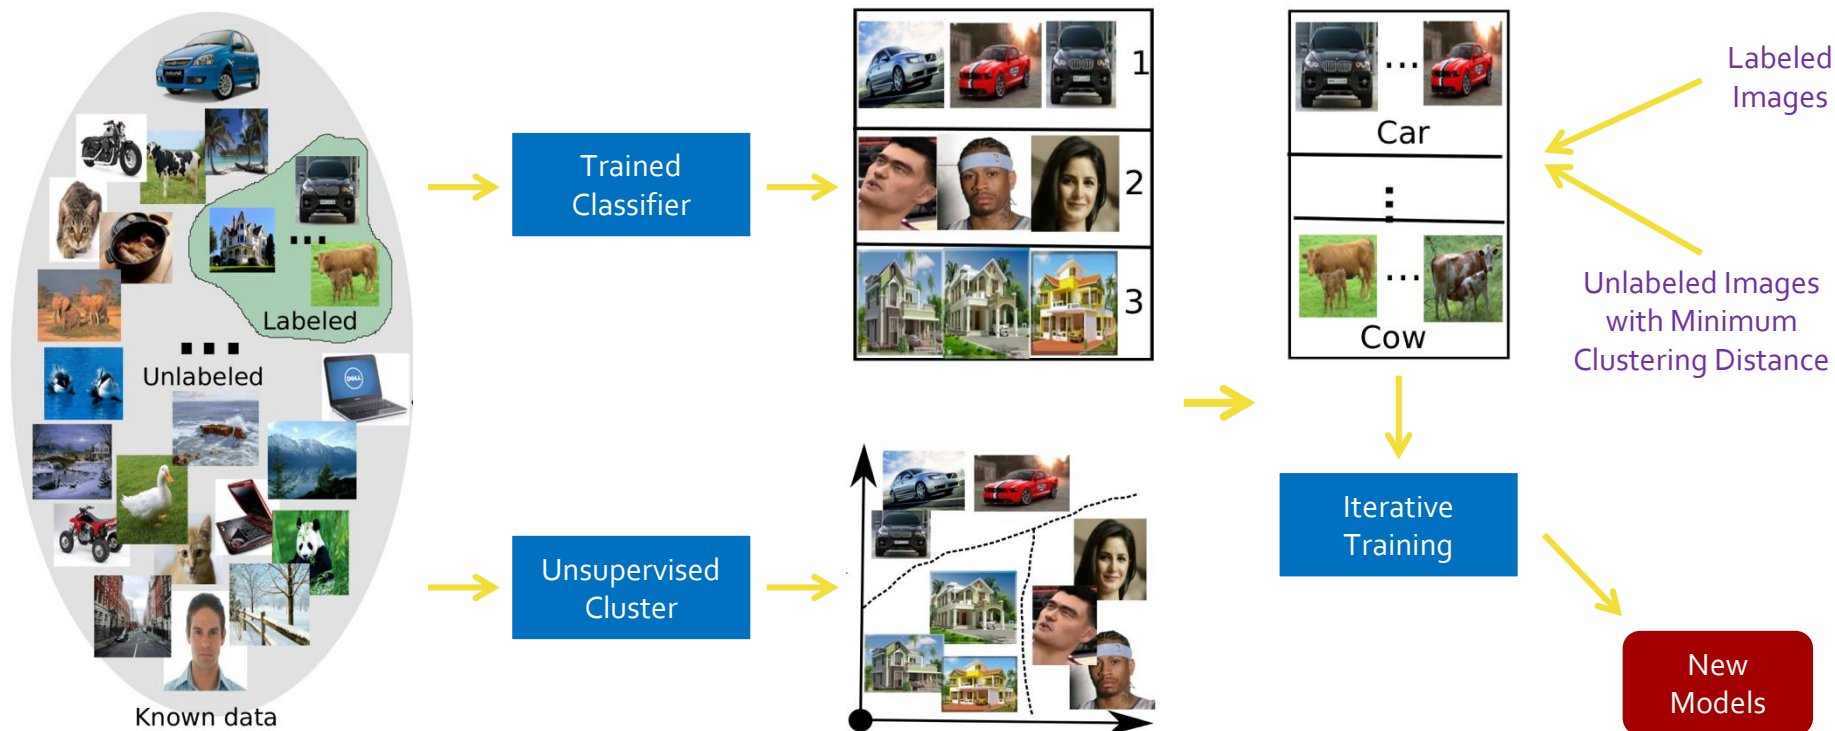 Labeled
Unlabeled
DELL
Known data
Trained
Classifier
Unsupervised
Cluster
1
2
3
Car
Cow
Labeled
Images
Unlabeled Images
with Minimum
Clustering Distance
Iterative
Training
New
Models